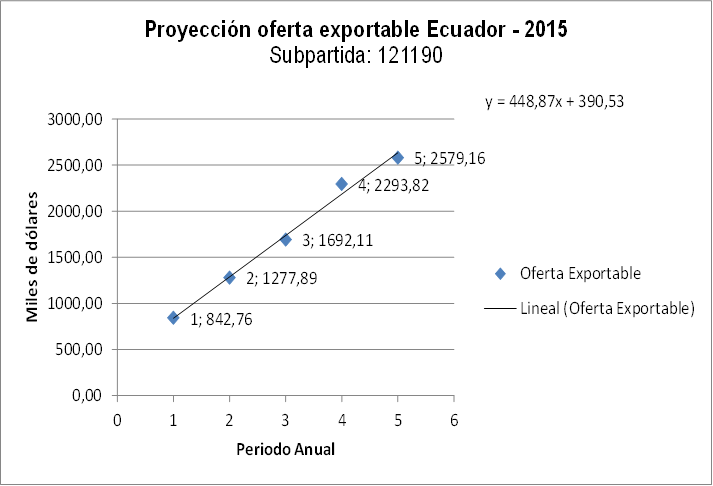 Proyección oferta exportable Ecuador - 2015
Subpartida: 121190
y = 448,87x + 390,53
Miles de dólares
3000,00
2500,00
2000,00
1500,00
1000,00
500,00
0,00
5; 2579,16
4; 2293,82
3; 1692,11
2; 1277,89
1; 842,76
Oferta Exportable
Lineal (Oferta Exportable)
0 1 2 3 4 5 6
Periodo Anual